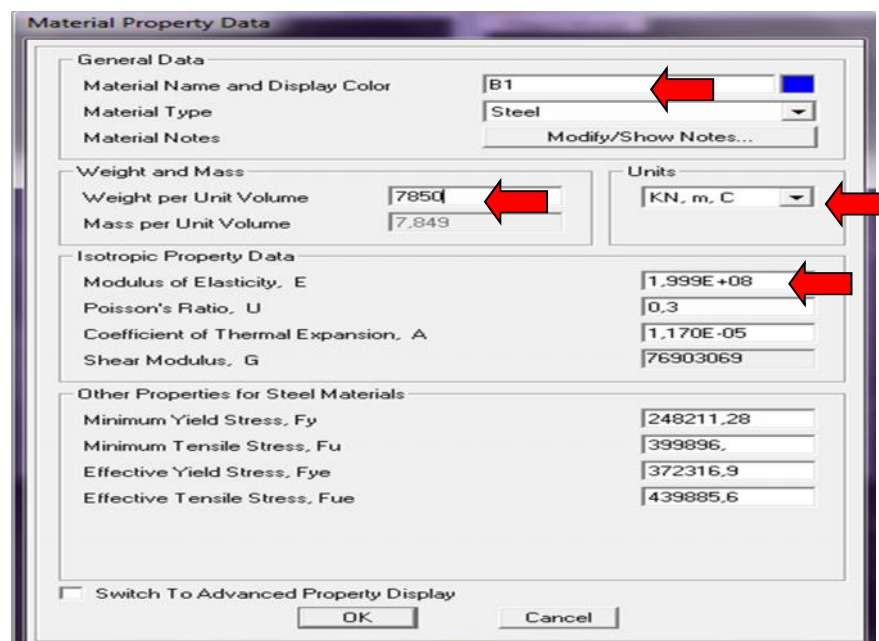 Material Property Data
General Data
Material Name and Display Color B1
Material Type Steel
Material Notes Modify/Show Notes...
Weight and Mass Units
Weight per Unit Volume 7850 KN, m, C
Mass per Unit Volume 7,849
Isotropic Property Data
Modulus of Elasticity, E 1,999E+08
Poisson's Ratio, U 0,3
Coefficient of Thermal Expansion, A 1,170E-05
Shear Modulus, G 76903069
Other Properties for Steel Materials
Minimum Yield Stress, Fy 248211,28
Minimum Tensile Stress, Fu 399896,
Effective Yield Stress, Fye 372316,9
Effective Tensile Stress, Fue 439885,6
Switch To Advanced Property Display
OK Cancel